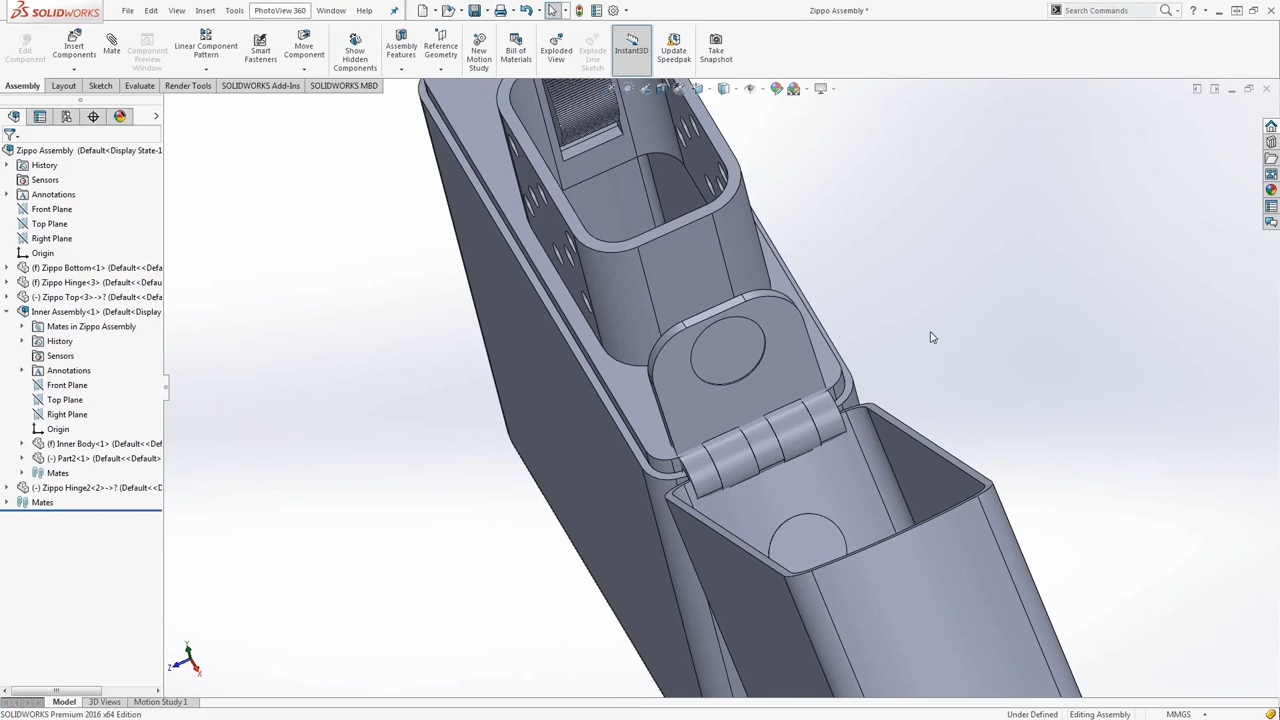 SOLIDWORKS
File Edit View Insert Tools PhotoView 360 Window Help
Zippo Assembly *
Search Commands
Edit Component
Insert Components
Mate
Component Preview Window
Linear Component Pattern
Smart Fasteners
Move Component
Show Hidden Components
Assembly Features
Reference Geometry
New Motion Study
Bill of Materials
Exploded View
Explode Line Sketch
Instant3D
Update Speedpak
Take Snapshot
Assembly Layout Sketch Evaluate Render Tools SOLIDWORKS Add-Ins SOLIDWORKS MBD
Zippo Assembly (Default<Display State-1
History
Sensors
Annotations
Front Plane
Top Plane
Right Plane
Origin
(f) Zippo Bottom<1> (Default<<Defa
(f) Zippo Hinge<3> (Default<<Defau
(-) Zippo Top<3>->? (Default<<Defa
Inner Assembly<1> (Default<Display
Mates in Zippo Assembly
History
Sensors
Annotations
Front Plane
Top Plane
Right Plane
Origin
(f) Inner Body<1> (Default<<Def
(-) Part2<1> (Default<<Default>
Mates
(-) Zippo Hinge2<2>->? (Default<<D
Mates
Y
Z
X
Model 3D Views Motion Study 1
SOLIDWORKS Premium 2016 x64 Edition
Under Defined Editing Assembly MMGS